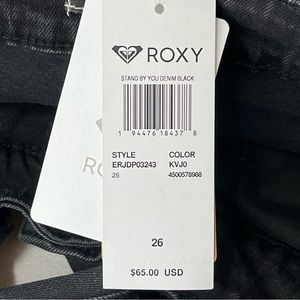 ROXY
STAND BY YOU DENIM BLACK
1 94476 18437 8
STYLE COLOR
ERJDP03243 KVJ0
26 4500578988
26
$65.00 USD
RO